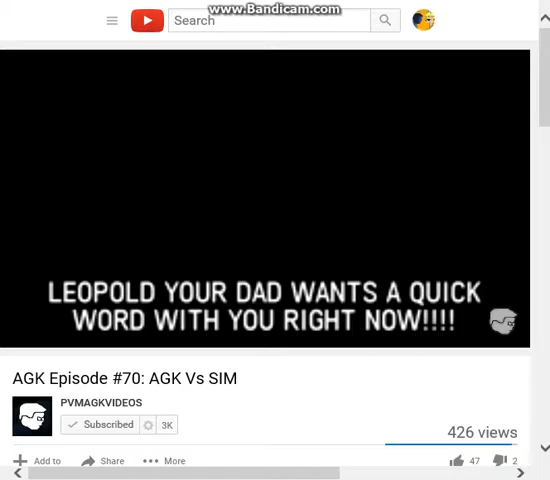 www.Bandicam.com
Search
LEOPOLD YOUR DAD WANTS A QUICK
WORD WITH YOU RIGHT NOW!!!!
AGK Episode #70: AGK Vs SIM
PVMAGKVIDEOS
Subscribed 3K
426 views
Add to Share More 47 2